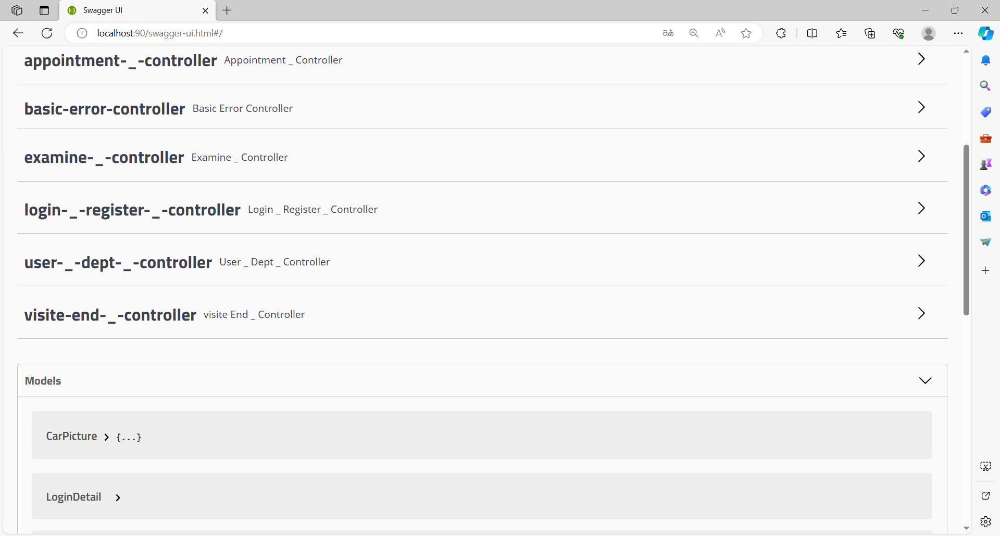 Swagger UI
localhost:90/swagger-ui.html#/
appointment-_-controller Appointment _ Controller
basic-error-controller Basic Error Controller
examine-_-controller Examine _ Controller
login-_-register-_-controller Login _ Register _ Controller
user-_-dept-_-controller User _ Dept _ Controller
visite-end-_-controller visite End _ Controller
Models
CarPicture {...}
LoginDetail